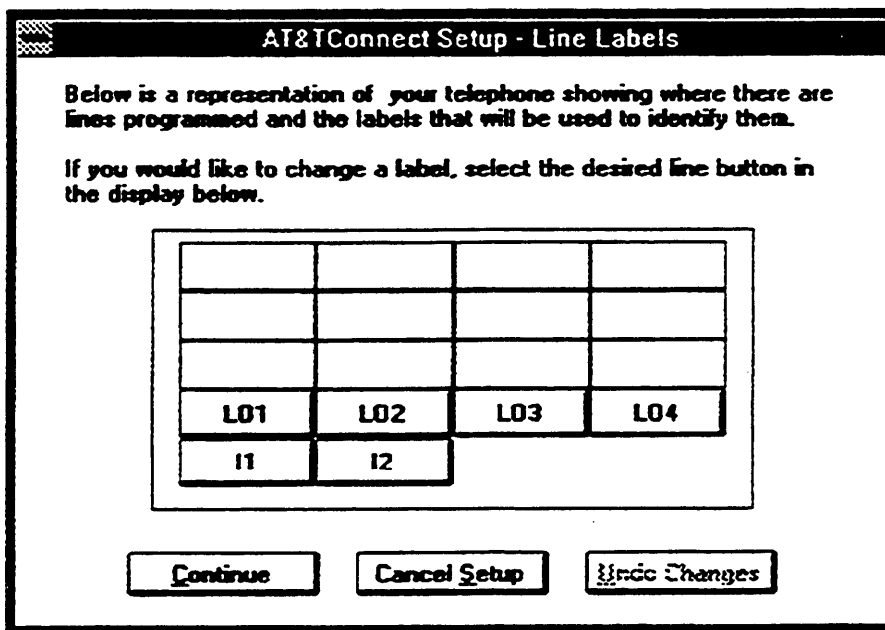 AT&TConnect Setup - Line Labels
Below is a representation of your telephone showing where there are
lines programmed and the labels that will be used to identify them.
If you would like to change a label, select the desired line button in
the display below.
L01 L02 L03 L04
I1 I2
Continue Cancel Setup Undo Changes